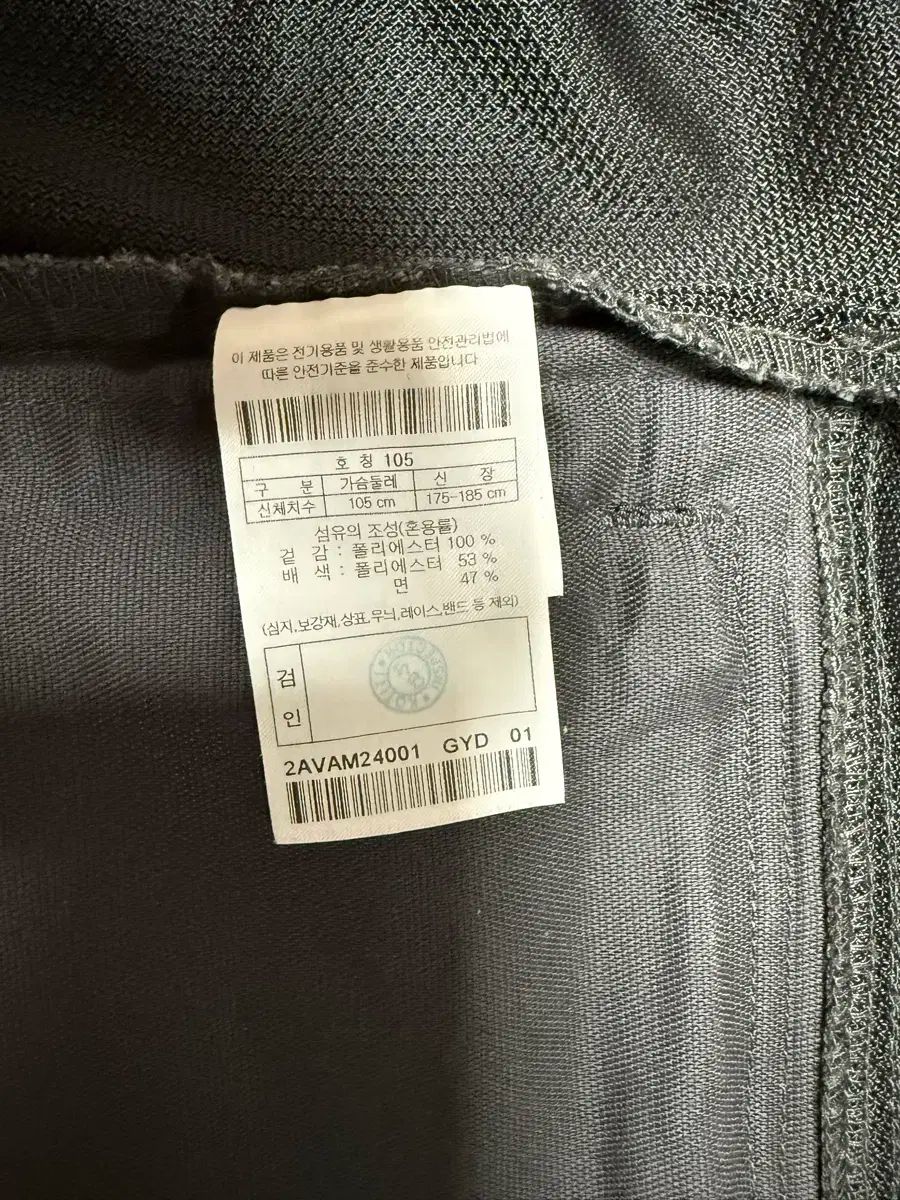 이 제품은 전기용품 및 생활용품 안전관리법에
따른 안전기준을 준수한 제품입니다
호 칭 105
구 분 가슴둘레 신 장
신체치수 105 cm 175-185 cm
섬유의 조성(혼용률)
겉 감 : 폴리에스터 100 %
배 색 : 폴리에스터 53 %
면 47 %
(심지,보강재,상표,무늬,레이스,밴드 등 제외)
검
인
2AVAM24001 GYD 01